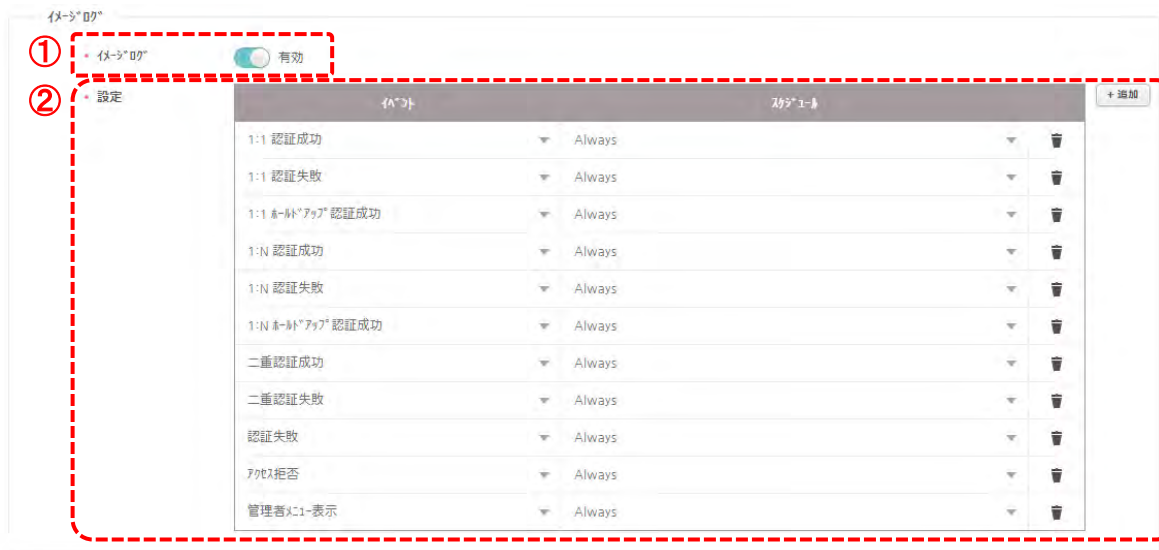 ｲﾒｰｼﾞﾛｸﾞ
① • ｲﾒｰｼﾞﾛｸﾞ 有効
② • 設定 ｲﾍﾞﾝﾄ ｽｹｼﾞｭｰﾙ + 追加
1:1 認証成功 Always
1:1 認証失敗 Always
1:1 ﾎｰﾙﾄﾞｱｯﾌﾟ認証成功 Always
1:N 認証成功 Always
1:N 認証失敗 Always
1:N ﾎｰﾙﾄﾞｱｯﾌﾟ認証成功 Always
二重認証成功 Always
二重認証失敗 Always
認証失敗 Always
ｱｸｾｽ拒否 Always
管理者ﾒﾆｭｰ表示 Always